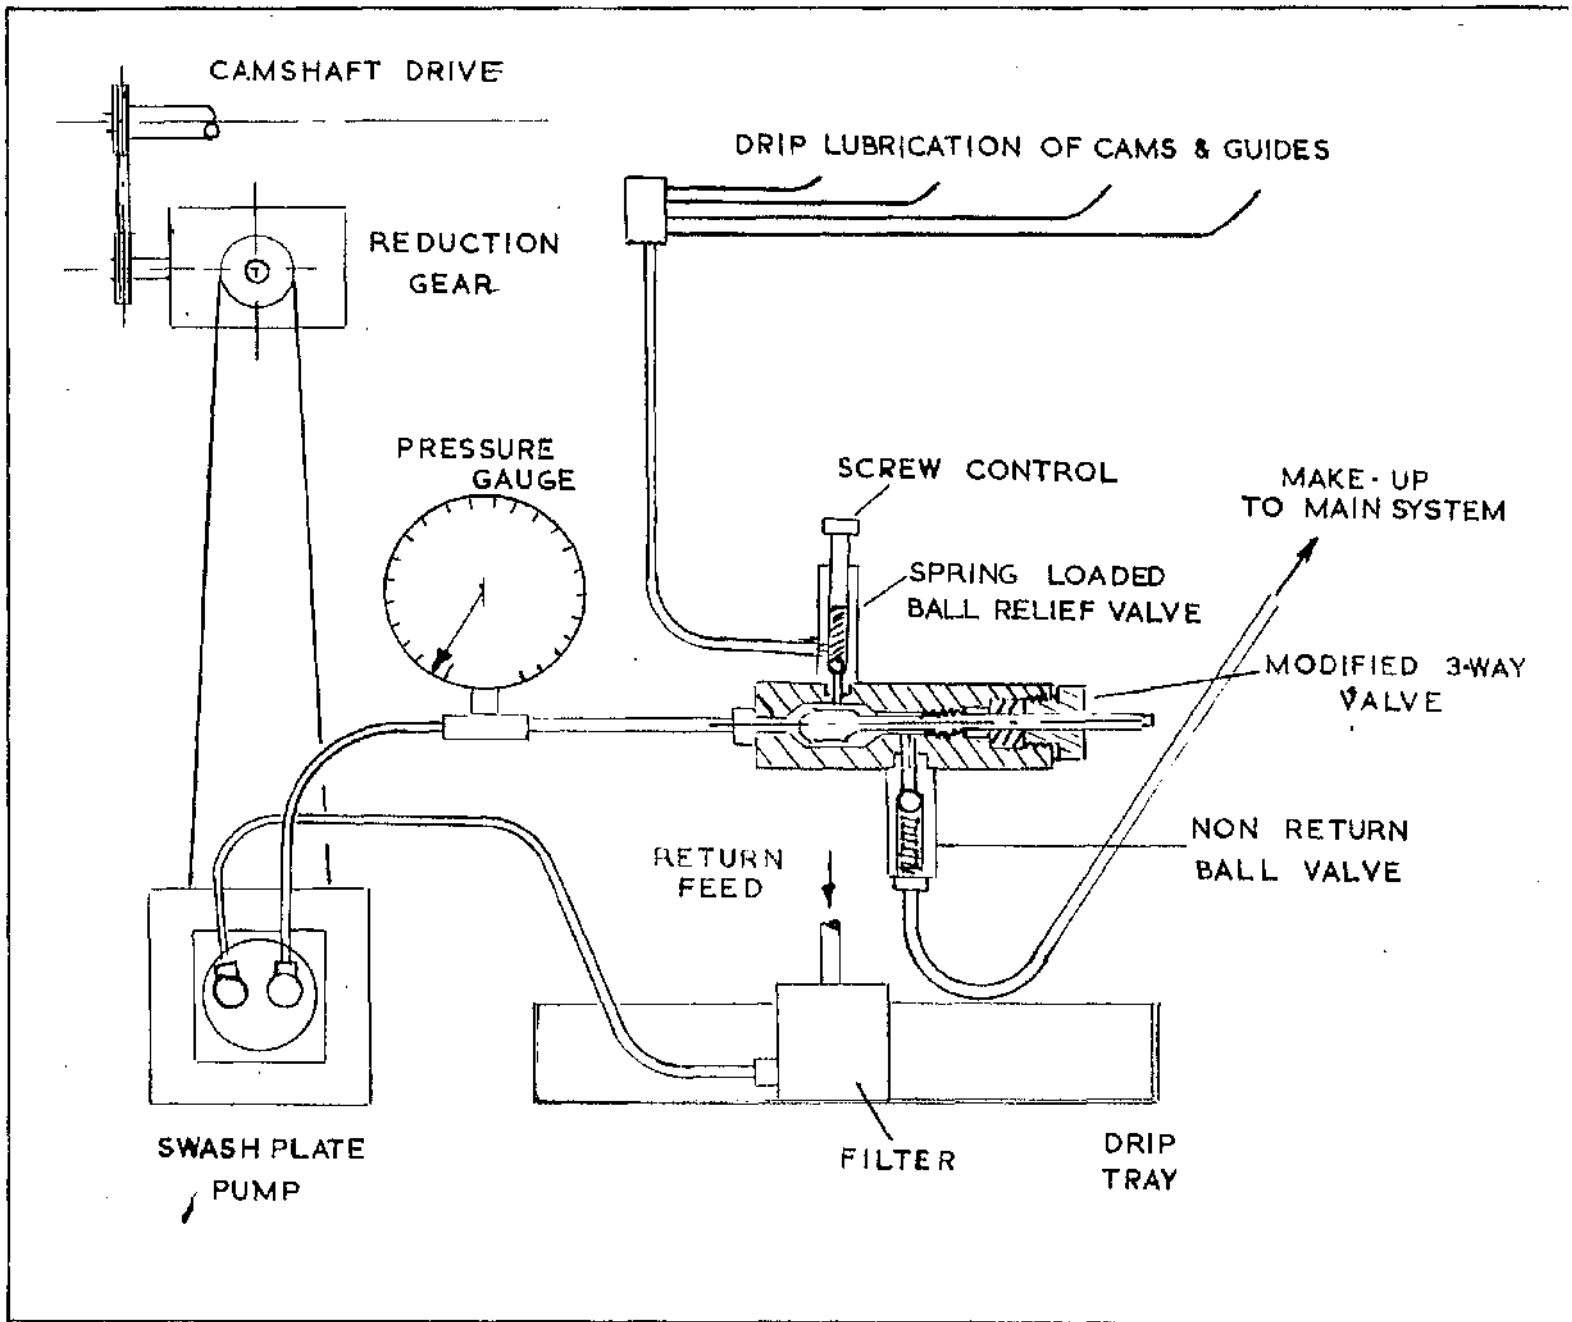 CAMSHAFT DRIVE
DRIP LUBRICATION OF CAMS & GUIDES
REDUCTION
GEAR
PRESSURE
GAUGE
SCREW CONTROL
MAKE-UP
TO MAIN SYSTEM
SPRING LOADED
BALL RELIEF VALVE
MODIFIED 3-WAY
VALVE
RETURN
FEED
NON RETURN
BALL VALVE
SWASH PLATE
PUMP
FILTER
DRIP
TRAY